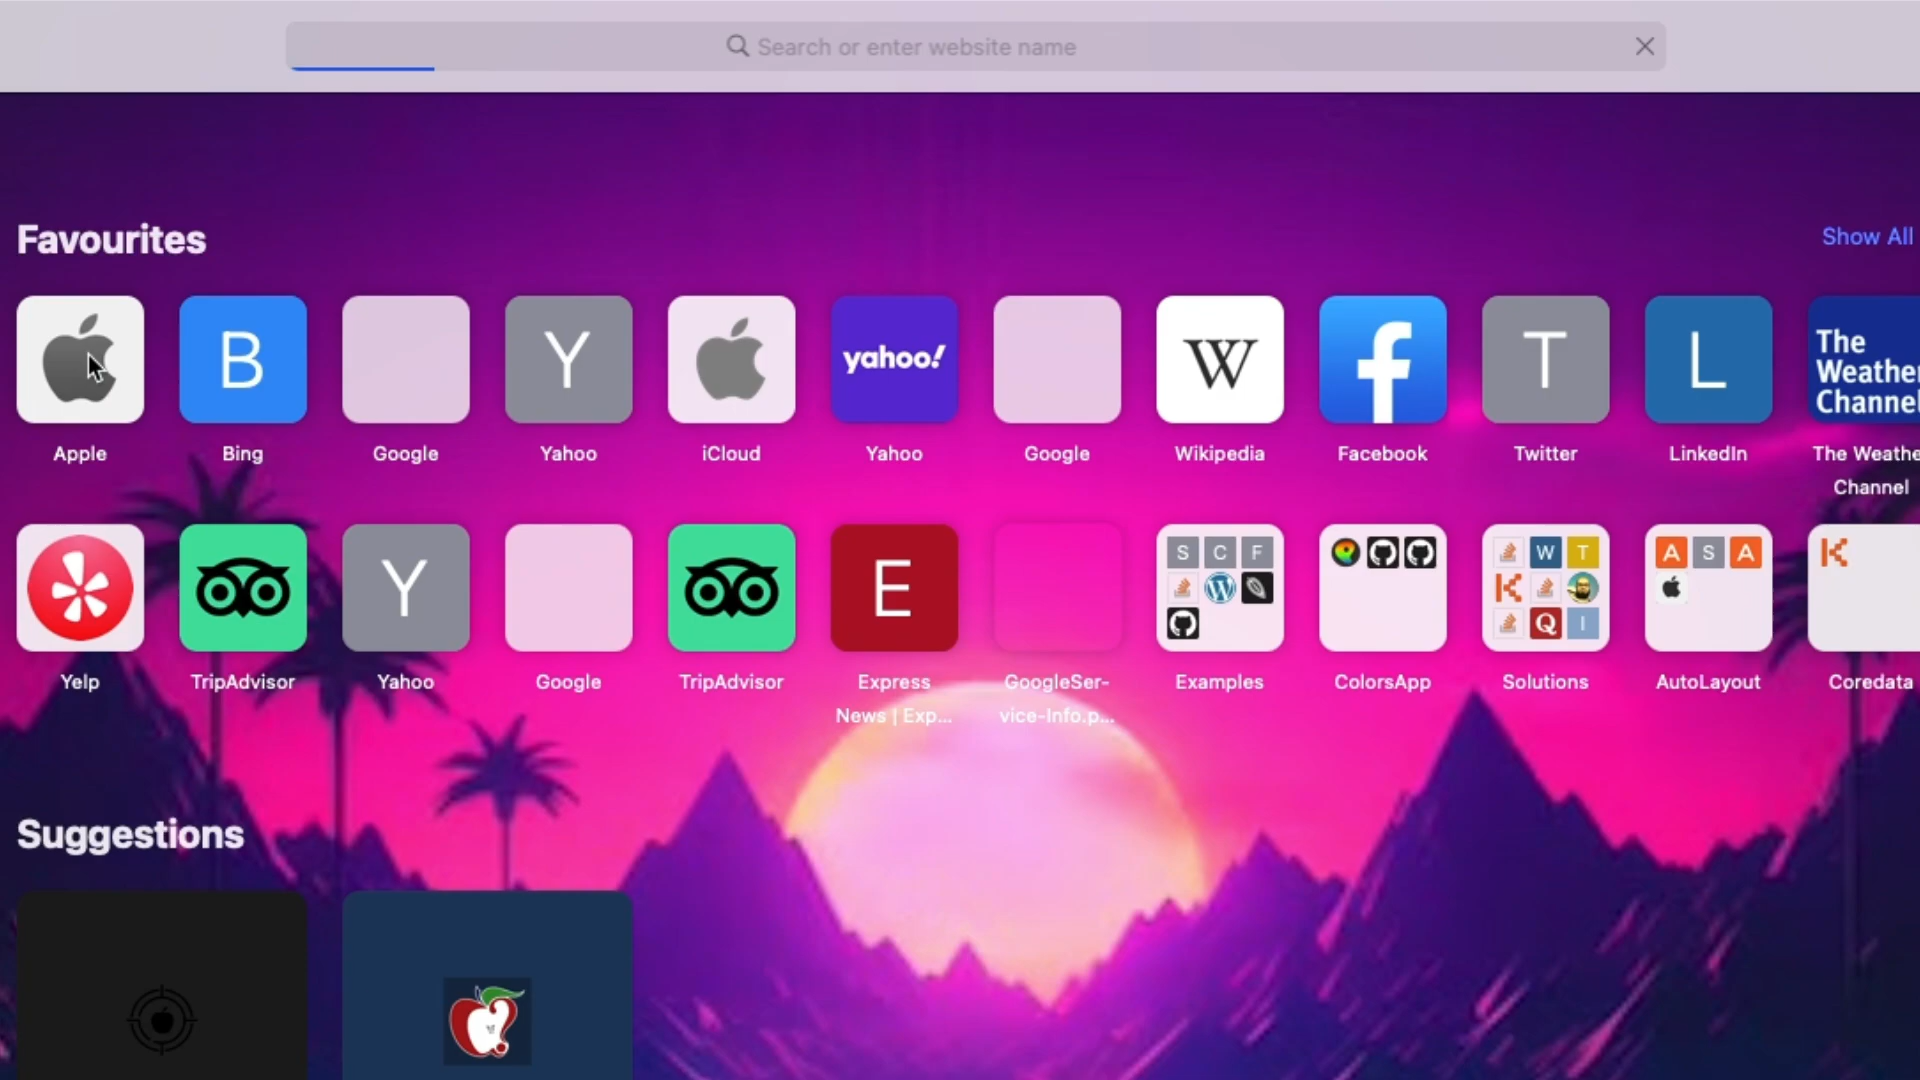 Search or enter website name
Favourites
Show All
B
Y
yahoo!
W
f
T
L
The
Weather
Channel
Apple
Bing
Google
Yahoo
iCloud
Yahoo
Google
Wikipedia
Facebook
Twitter
LinkedIn
The Weathe
Channel
Y
E
S C F
W
W T
Q I
A S A
Yelp
TripAdvisor
Yahoo
Google
TripAdvisor
Express
News | Exp...
GoogleSer-
vice-Info.p...
Examples
ColorsApp
Solutions
AutoLayout
Coredata
Suggestions